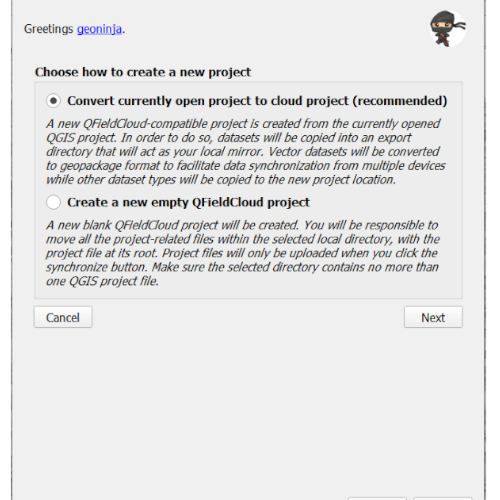 Greetings geoninja.
Choose how to create a new project
Convert currently open project to cloud project (recommended)
A new QFieldCloud-compatible project is created from the currently opened
QGIS project. In order to do so, datasets will be copied into an export
directory that will act as your local mirror. Vector datasets will be converted
to geopackage format to facilitate data synchronization from multiple devices
while other dataset types will be copied to the new project location.
Create a new empty QFieldCloud project
A new blank QFieldCloud project will be created. You will be responsible to
move all the project-related files within the selected local directory, with the
project file at its root. Project files will only be uploaded when you click the
synchronize button. Make sure the selected directory contains no more than
one QGIS project file.
Cancel
Next